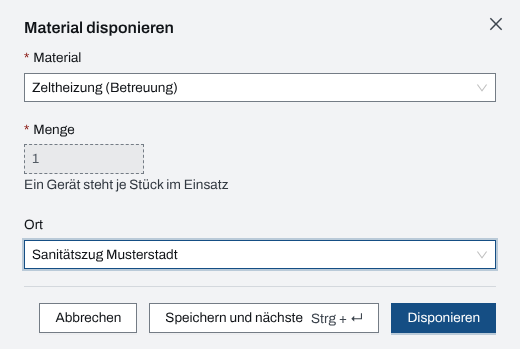 Material disponieren
* Material
Zeltheizung (Betreuung)
* Menge
1
Ein Gerät steht je Stück im Einsatz
Ort
Sanitätszug Musterstadt
Abbrechen
Speichern und nächste Strg + ↵
Disponieren